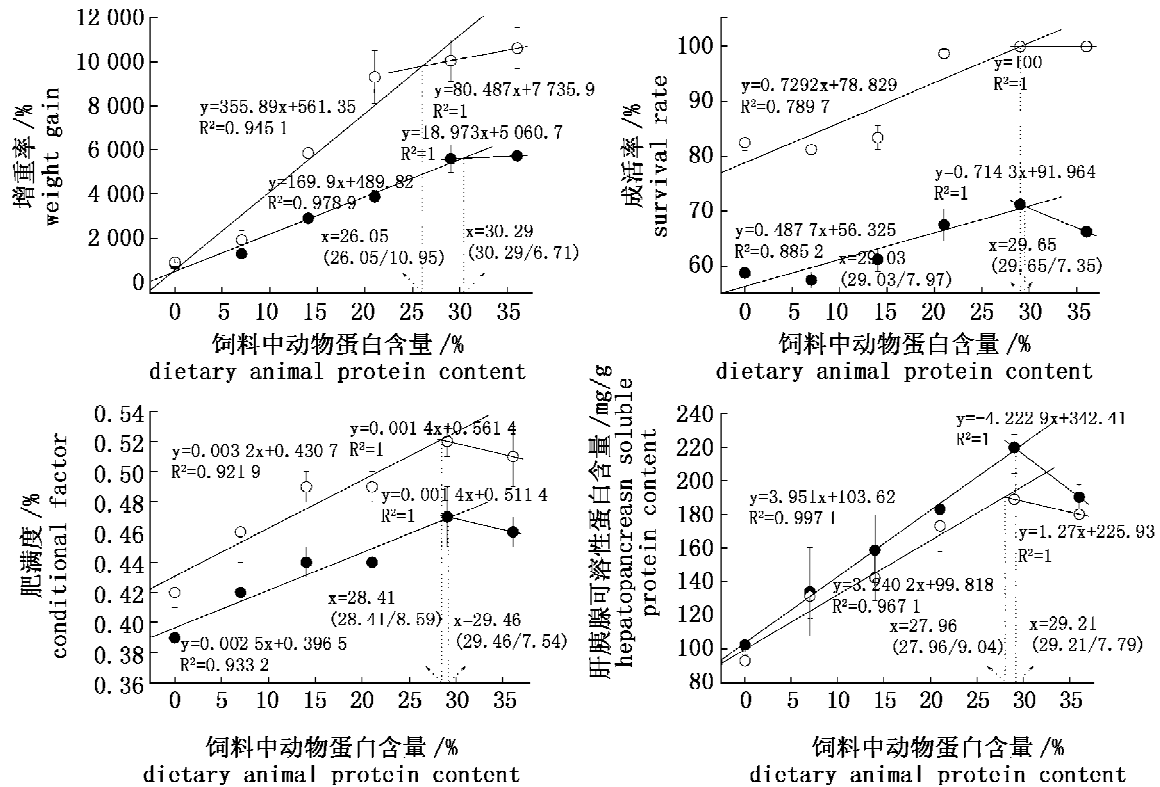 12 000
10 000
8 000
6 000
4 000
2 000
0
增重率/%
weight gain
y=355.89x+561.35
R²=0.945 1
y=80.487x+7 735.9
R²=1
y=18.973x+5 060.7
R²=1
y=169.9x+489.82
R²=0.978 9
x=26.05
(26.05/10.95)
x=30.29
(30.29/6.71)
0 5 10 15 20 25 30 35
饲料中动物蛋白含量/%
dietary animal protein content
100
90
80
70
60
成活率/%
survival rate
y=0.7292x+78.829
R²=0.789 7
y=100
R²=1
y=0.714 3x+91.964
R²=1
y=0.487 7x+56.325
R²=0.885 2
x=29.03
(29.03/7.97)
x=29.65
(29.65/7.35)
0 5 10 15 20 25 30 35
饲料中动物蛋白含量/%
dietary animal protein content
0.54
0.52
0.50
0.48
0.46
0.44
0.42
0.40
0.38
0.36
肥满度/%
conditional factor
y=0.003 2x+0.430 7
R²=0.921 9
y=0.001 4x+0.561 4
R²=1
y=0.001 4x+0.511 4
R²=1
y=0.002 5x+0.396 5
R²=0.933 2
x=28.41
(28.41/8.59)
x=29.46
(29.46/7.54)
0 5 10 15 20 25 30 35
饲料中动物蛋白含量/%
dietary animal protein content
240
220
200
180
160
140
120
100
80
肝胰腺可溶性蛋白含量/mg/g
hepatopancreasn soluble
protein content
y=-4.222 9x+342.41
R²=1
y=3.951x+103.62
R²=0.997 1
y=1.27x+225.93
R²=1
y=3.240 2x+99.818
R²=0.967 1
x=27.96
(27.96/9.04)
x=29.21
(29.21/7.79)
0 5 10 15 20 25 30 35
饲料中动物蛋白含量/%
dietary animal protein content